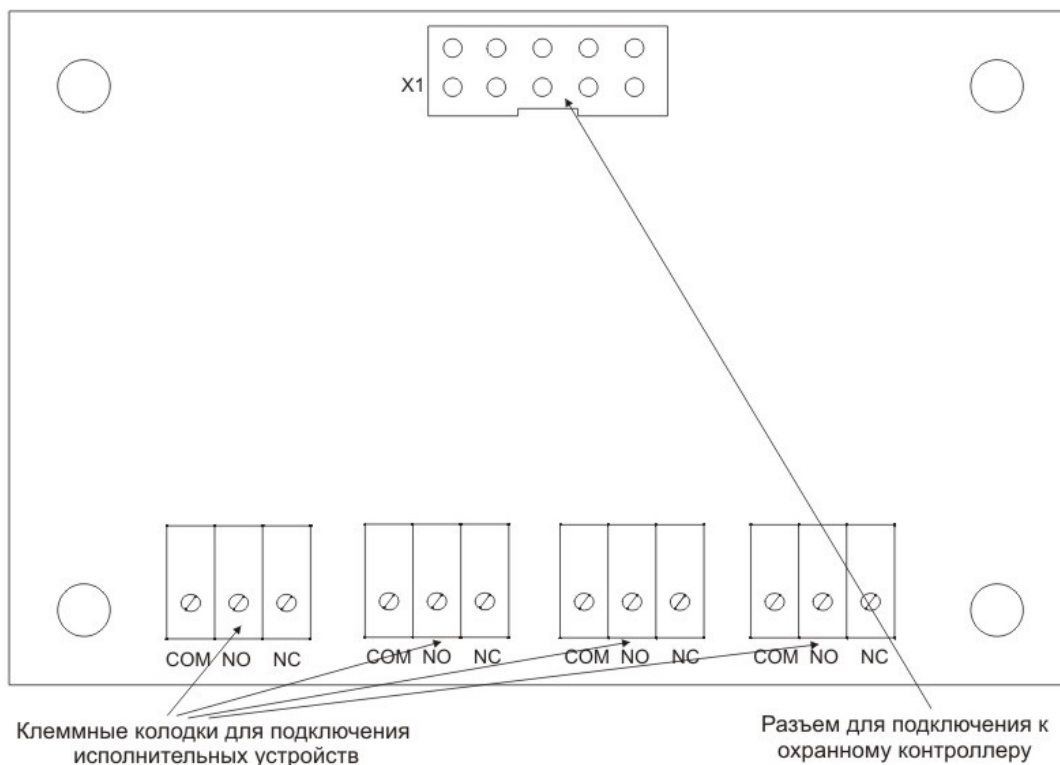 X1
COM NO NC COM NO NC COM NO NC COM NO NC
Клеммные колодки для подключения
исполнительных устройств
Разъем для подключения к
охранному контроллеру